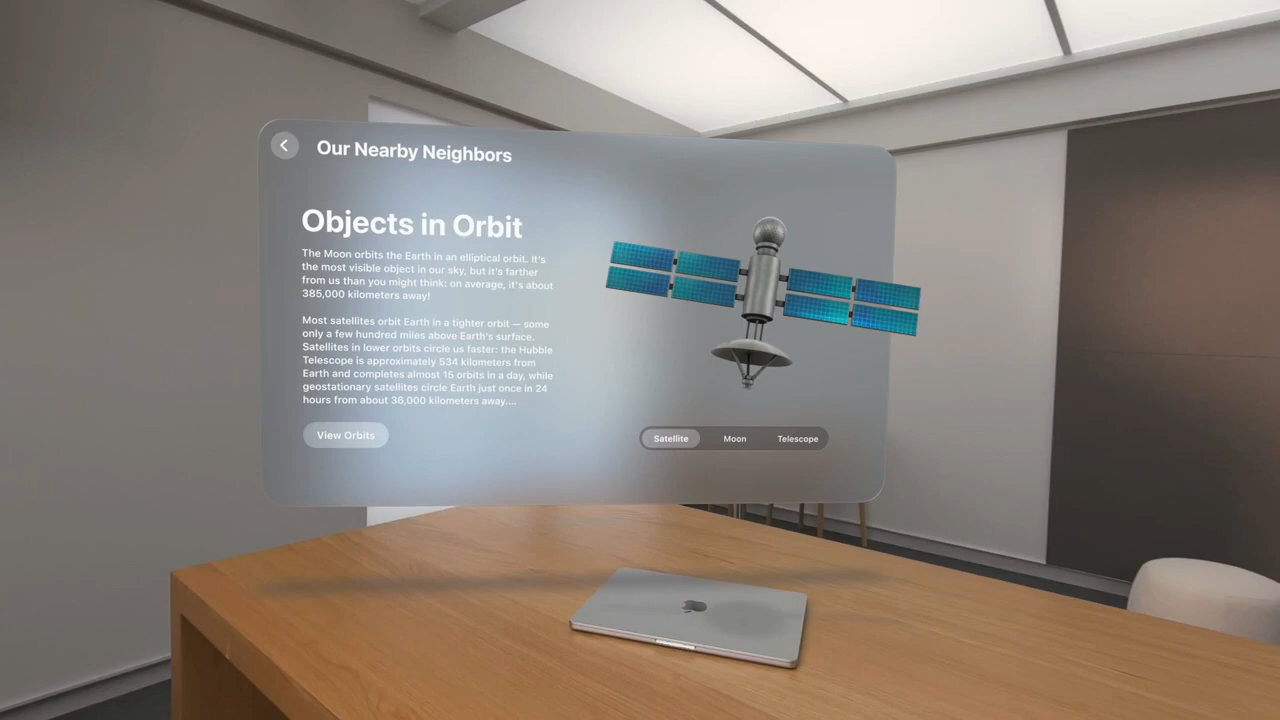 Our Nearby Neighbors
Objects in Orbit
The Moon orbits the Earth in an elliptical orbit. It's
the most visible object in our sky, but it's farther
from us than you might think: on average, it's about
385,000 kilometers away!
Most satellites orbit Earth in a tighter orbit — some
only a few hundred miles above Earth's surface.
Satellites in lower orbits circle us faster: the Hubble
Telescope is approximately 534 kilometers from
Earth and completes almost 15 orbits in a day, while
geostationary satellites circle Earth just once in 24
hours from about 36,000 kilometers away....
View Orbits
Satellite
Moon
Telescope